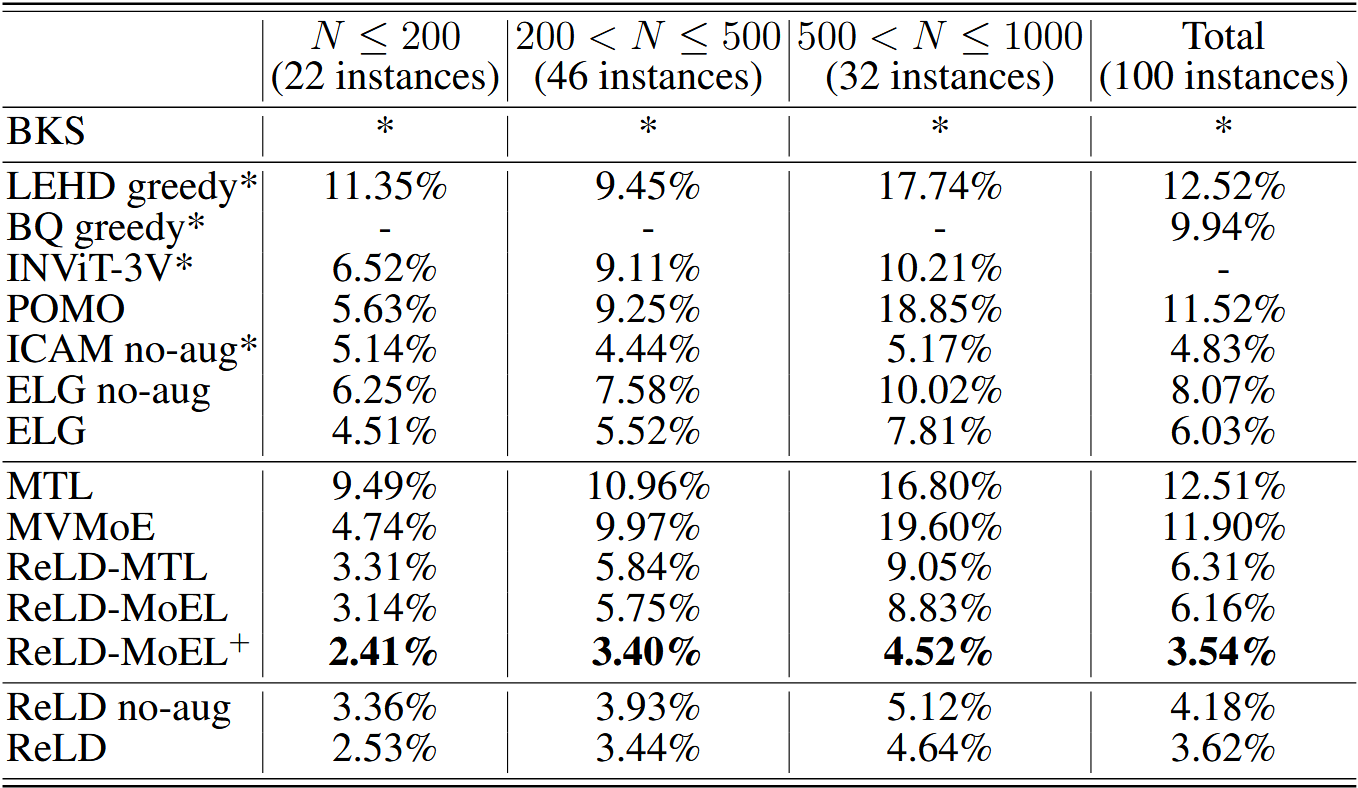 N ≤ 200 200 < N ≤ 500 500 < N ≤ 1000 Total
(22 instances) (46 instances) (32 instances) (100 instances)
BKS * * * *
LEHD greedy* 11.35% 9.45% 17.74% 12.52%
BQ greedy* - - - 9.94%
INViT-3V* 6.52% 9.11% 10.21% -
POMO 5.63% 9.25% 18.85% 11.52%
ICAM no-aug* 5.14% 4.44% 5.17% 4.83%
ELG no-aug 6.25% 7.58% 10.02% 8.07%
ELG 4.51% 5.52% 7.81% 6.03%
MTL 9.49% 10.96% 16.80% 12.51%
MVMoE 4.74% 9.97% 19.60% 11.90%
ReLD-MTL 3.31% 5.84% 9.05% 6.31%
ReLD-MoEL 3.14% 5.75% 8.83% 6.16%
ReLD-MoEL+ 2.41% 3.40% 4.52% 3.54%
ReLD no-aug 3.36% 3.93% 5.12% 4.18%
ReLD 2.53% 3.44% 4.64% 3.62%